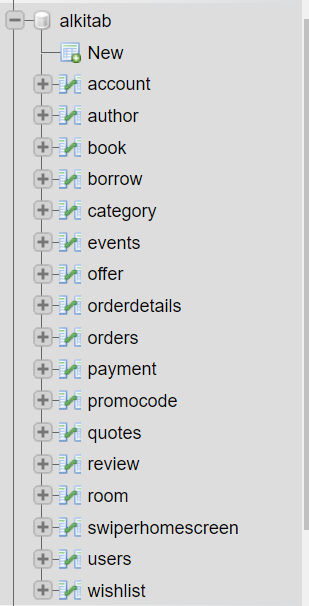 alkitab
New
account
author
book
borrow
category
events
offer
orderdetails
orders
payment
promocode
quotes
review
room
swiperhomescreen
users
wishlist